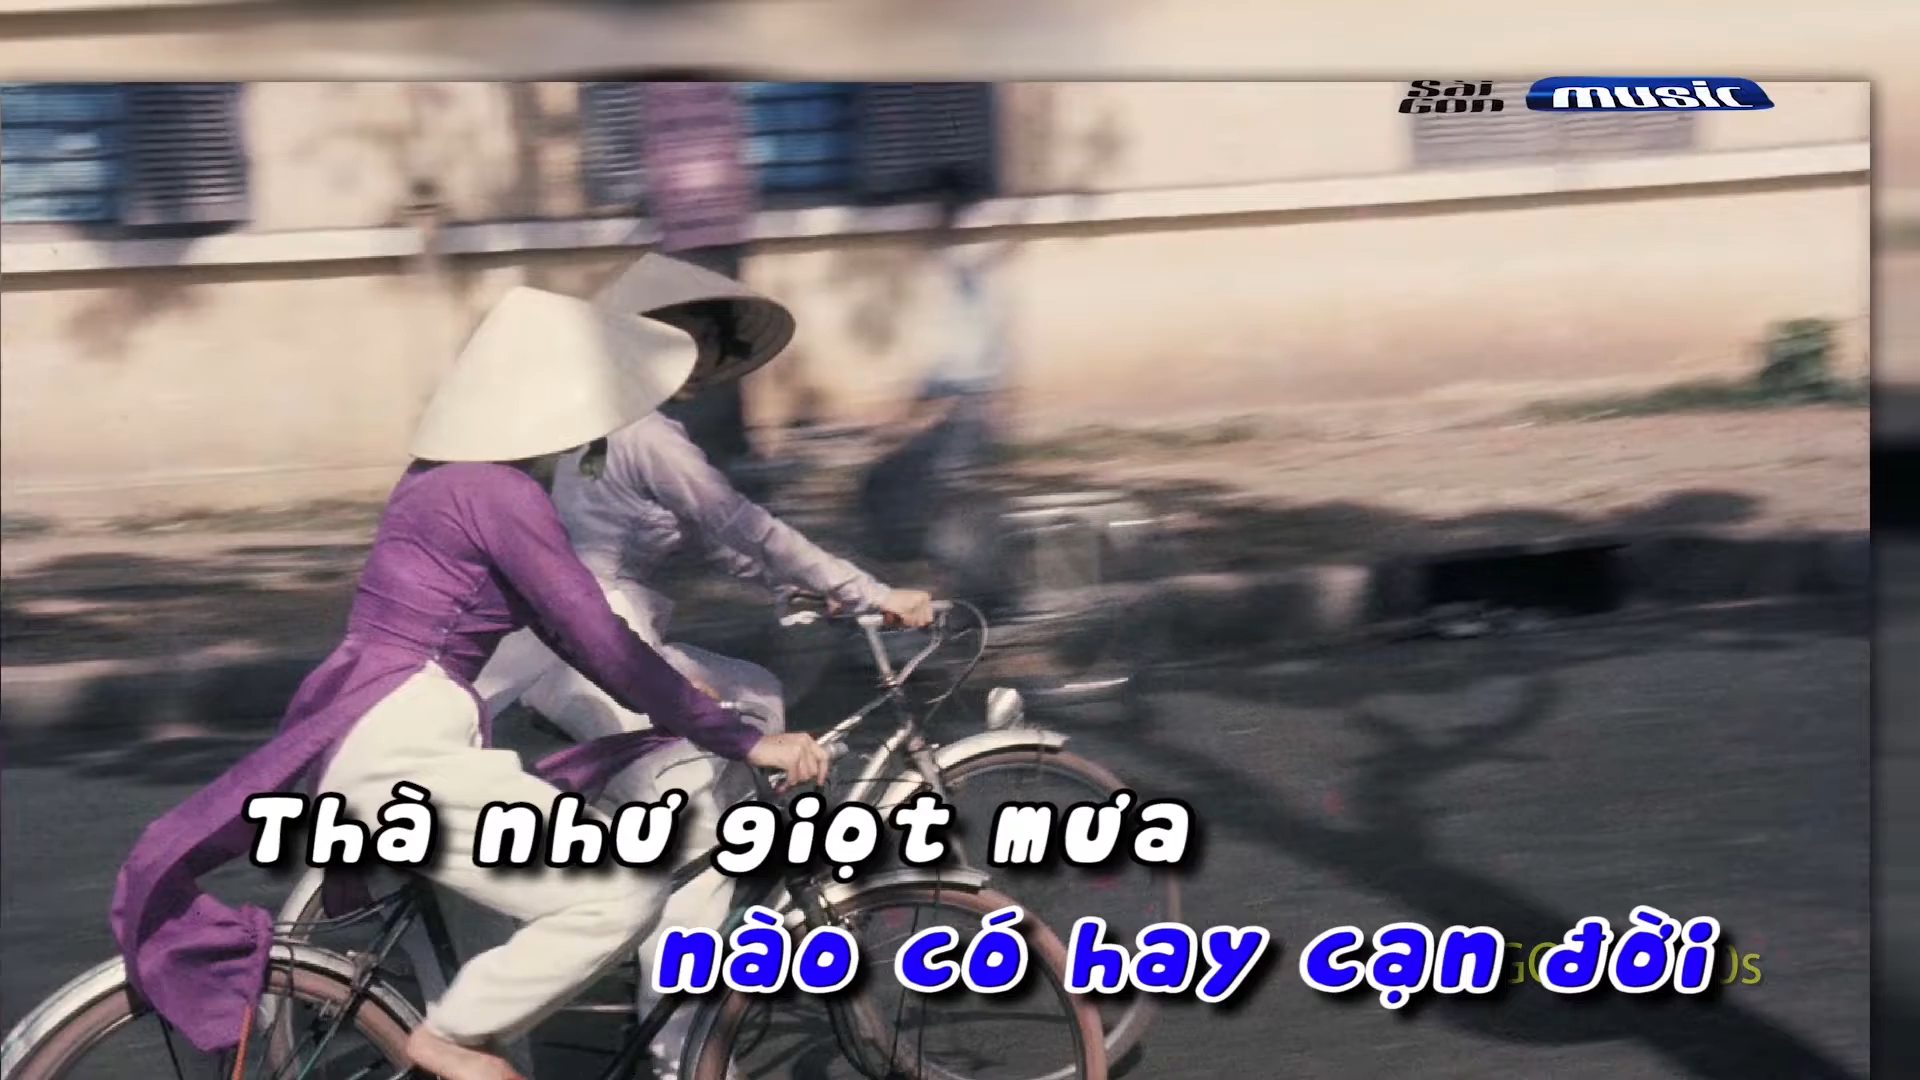 Sài
Gòn
music
Thà như giọt mưa
nào có hay cạn đời